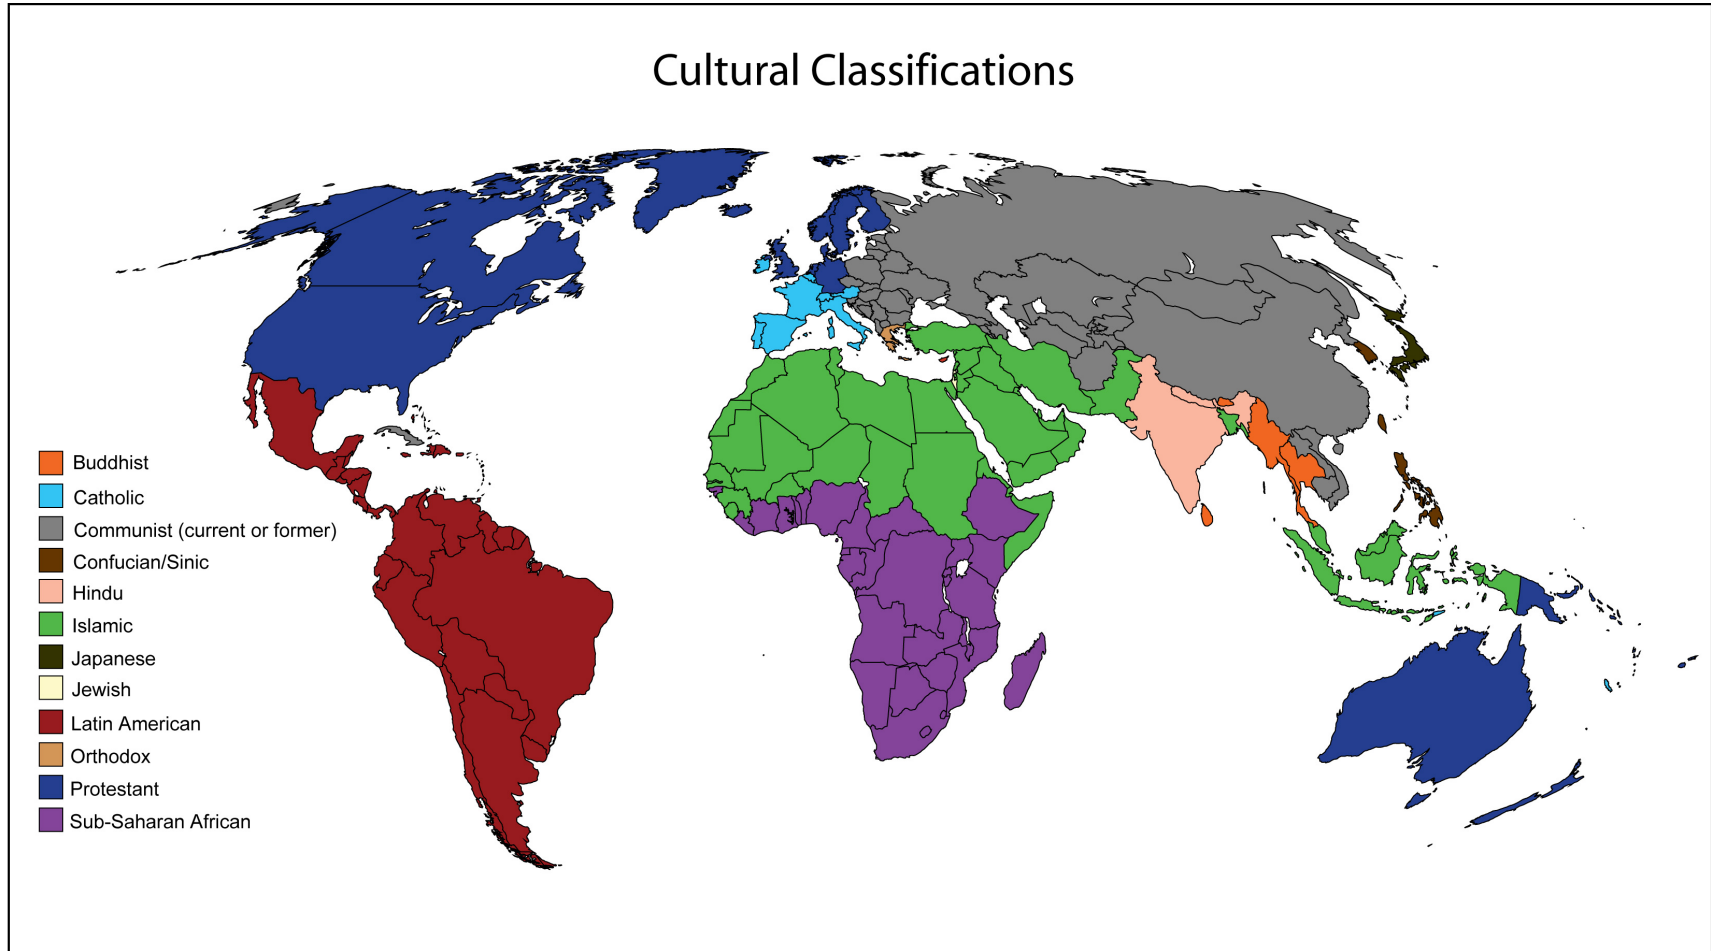 Cultural Classifications
Buddhist
Catholic
Communist (current or former)
Confucian/Sinic
Hindu
Islamic
Japanese
Jewish
Latin American
Orthodox
Protestant
Sub-Saharan African